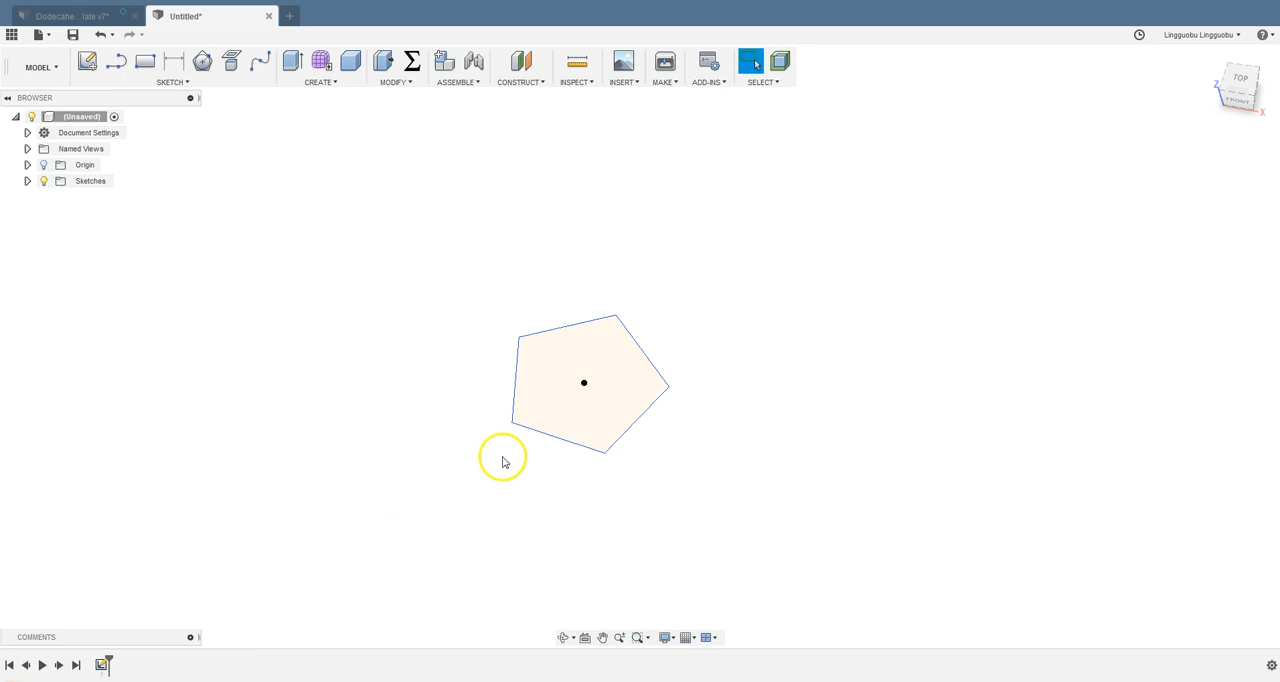 Dodecahe...late v7*
Untitled*
Lingguobu Lingguobu
MODEL
SKETCH
CREATE
MODIFY
ASSEMBLE
CONSTRUCT
INSPECT
INSERT
MAKE
ADD-INS
SELECT
BROWSER
TOP
FRONT
Z
X
(Unsaved)
Document Settings
Named Views
Origin
Sketches
COMMENTS